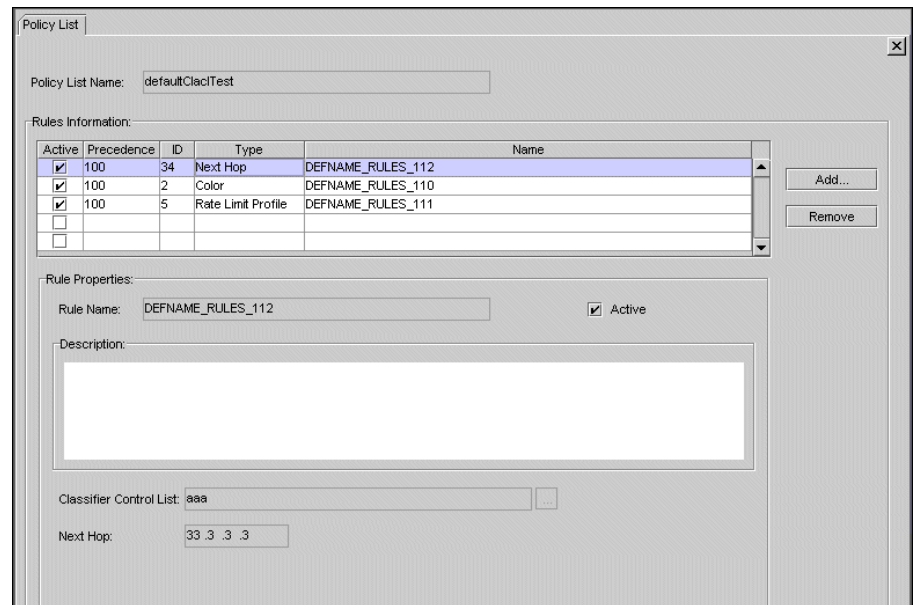 Policy List
Policy List Name: defaultClaclTest
Rules Information:
Active Precedence ID Type Name
100 34 Next Hop DEFNAME_RULES_112
100 2 Color DEFNAME_RULES_110
100 5 Rate Limit Profile DEFNAME_RULES_111
Add...
Remove
Rule Properties:
Rule Name: DEFNAME_RULES_112 Active
Description:
Classifier Control List: aaa ...
Next Hop: 33 .3 .3 .3